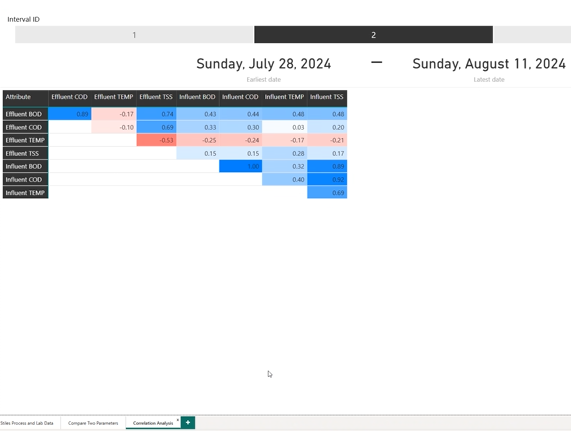 Interval ID
1 2
Sunday, July 28, 2024 — Sunday, August 11, 2024
Earliest date Latest date
Attribute Effluent COD Effluent TEMP Effluent TSS Influent BOD Influent COD Influent TEMP Influent TSS
Effluent BOD 0.89 -0.17 0.74 0.43 0.44 0.48 0.48
Effluent COD -0.10 0.69 0.33 0.30 0.03 0.20
Effluent TEMP -0.53 -0.25 -0.24 -0.17 -0.21
Effluent TSS 0.15 0.15 0.28 0.17
Influent BOD 1.00 0.32 0.89
Influent COD 0.40 0.92
Influent TEMP 0.69
Stiles Process and Lab Data Compare Two Parameters Correlation Analysis +